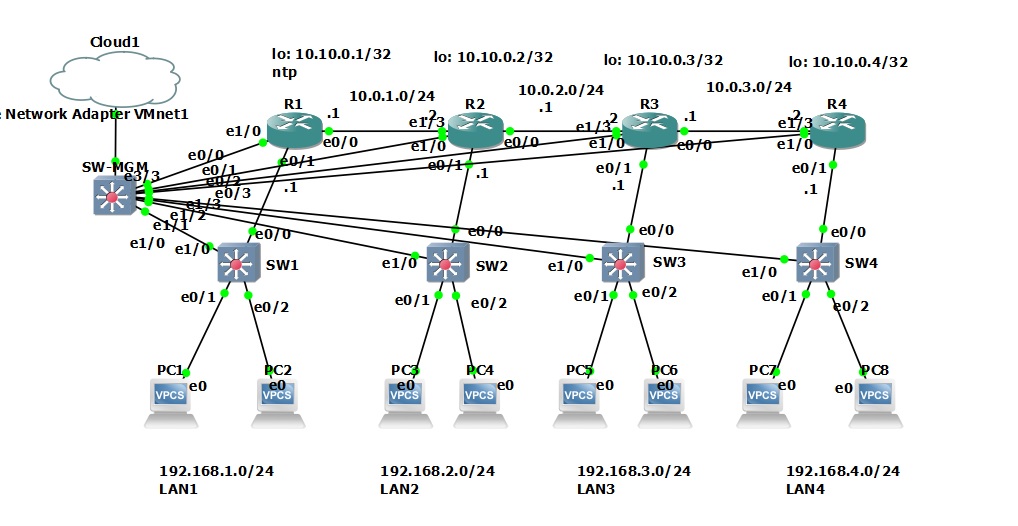 Cloud1
lo: 10.10.0.1/32
ntp
lo: 10.10.0.2/32
lo: 10.10.0.3/32
lo: 10.10.0.4/32
10.0.1.0/24
10.0.2.0/24
10.0.3.0/24
Network Adapter VMnet1
R1
.1
R2
.1
R3
.1
R4
e1/0
e0/0
.2
e1/3
e1/0
e0/0
.2
e1/3
e1/0
e0/0
.2
e1/3
e1/0
SW-MGM
e3/3
e0/0
e0/1
e0/2
e0/3
e1/3
e1/2
e1/1
e1/0
e0/1
.1
e0/1
.1
e0/1
.1
e0/1
.1
e0/0
e1/0
SW1
e0/0
e1/0
SW2
e0/0
e1/0
SW3
e0/0
e1/0
SW4
e0/1
e0/2
e0/1
e0/2
e0/1
e0/2
e0/1
e0/2
PC1
e0
PC2
e0
PC3
e0
PC4
e0
PC5
e0
PC6
e0
PC7
e0
PC8
e0
VPCS
VPCS
VPCS
VPCS
VPCS
VPCS
VPCS
VPCS
192.168.1.0/24
LAN1
192.168.2.0/24
LAN2
192.168.3.0/24
LAN3
192.168.4.0/24
LAN4